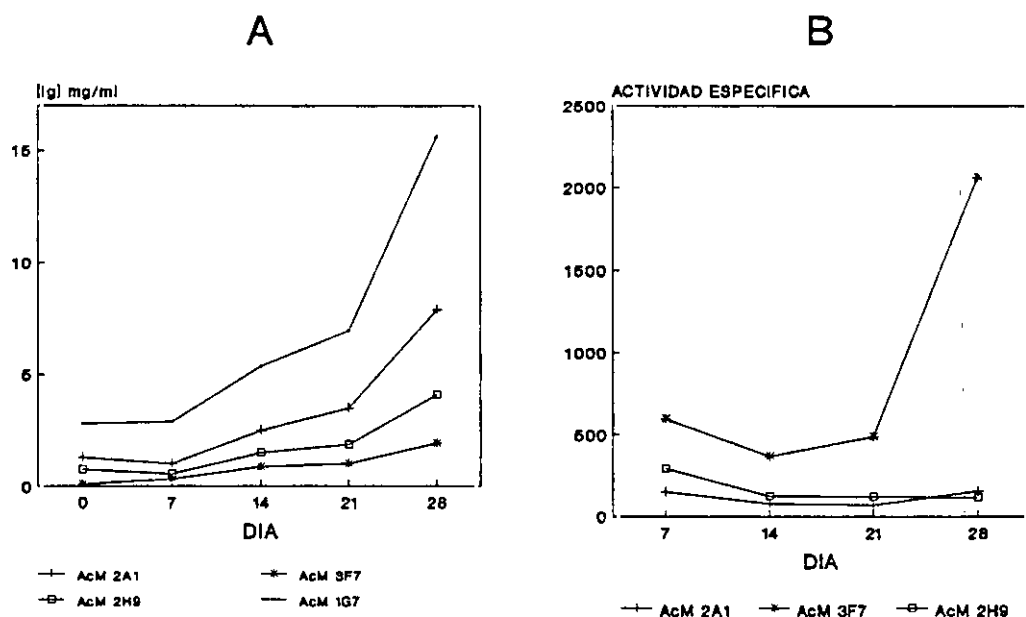 A
[Ig] mg/ml
15
10
5
0
0 7 14 21 28
DIA
AcM 2A1 AcM 3F7
AcM 2H9 AcM 1G7
B
ACTIVIDAD ESPECIFICA
2500
2000
1500
1000
500
0
7 14 21 28
DIA
AcM 2A1 AcM 3F7 AcM 2H9